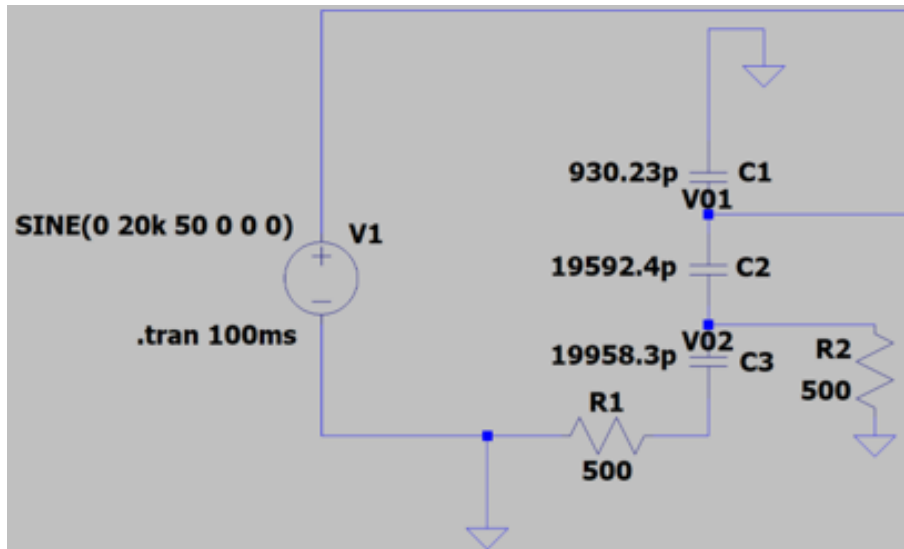 930.23p C1
V01
SINE(0 20k 50 0 0 0) V1
19592.4p C2
.tran 100ms
V02
19958.3p C3
R2
500
R1
500